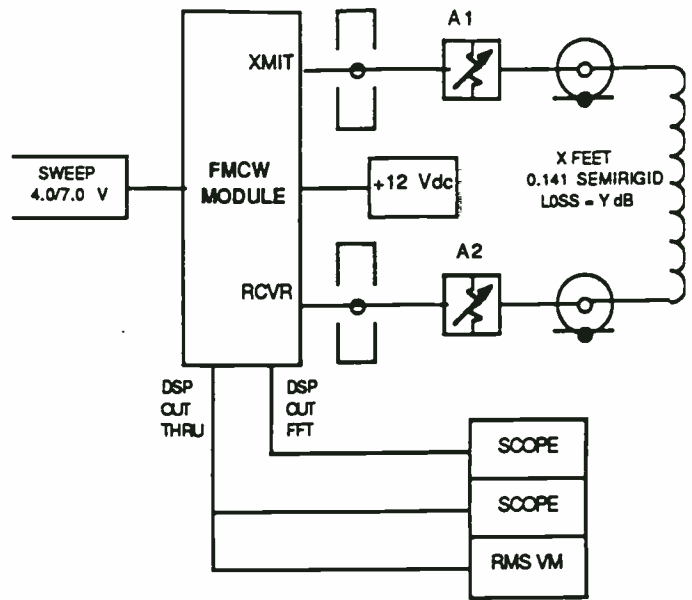 A1
XMIT
SWEEP
4.0/7.0 V
FMCW
MODULE
+12 Vdc
X FEET
0.141 SEMIRIGID
LOSS = Y dB
A2
RCVR
DSP
OUT
THRU
DSP
OUT
FFT
SCOPE
SCOPE
RMS VM